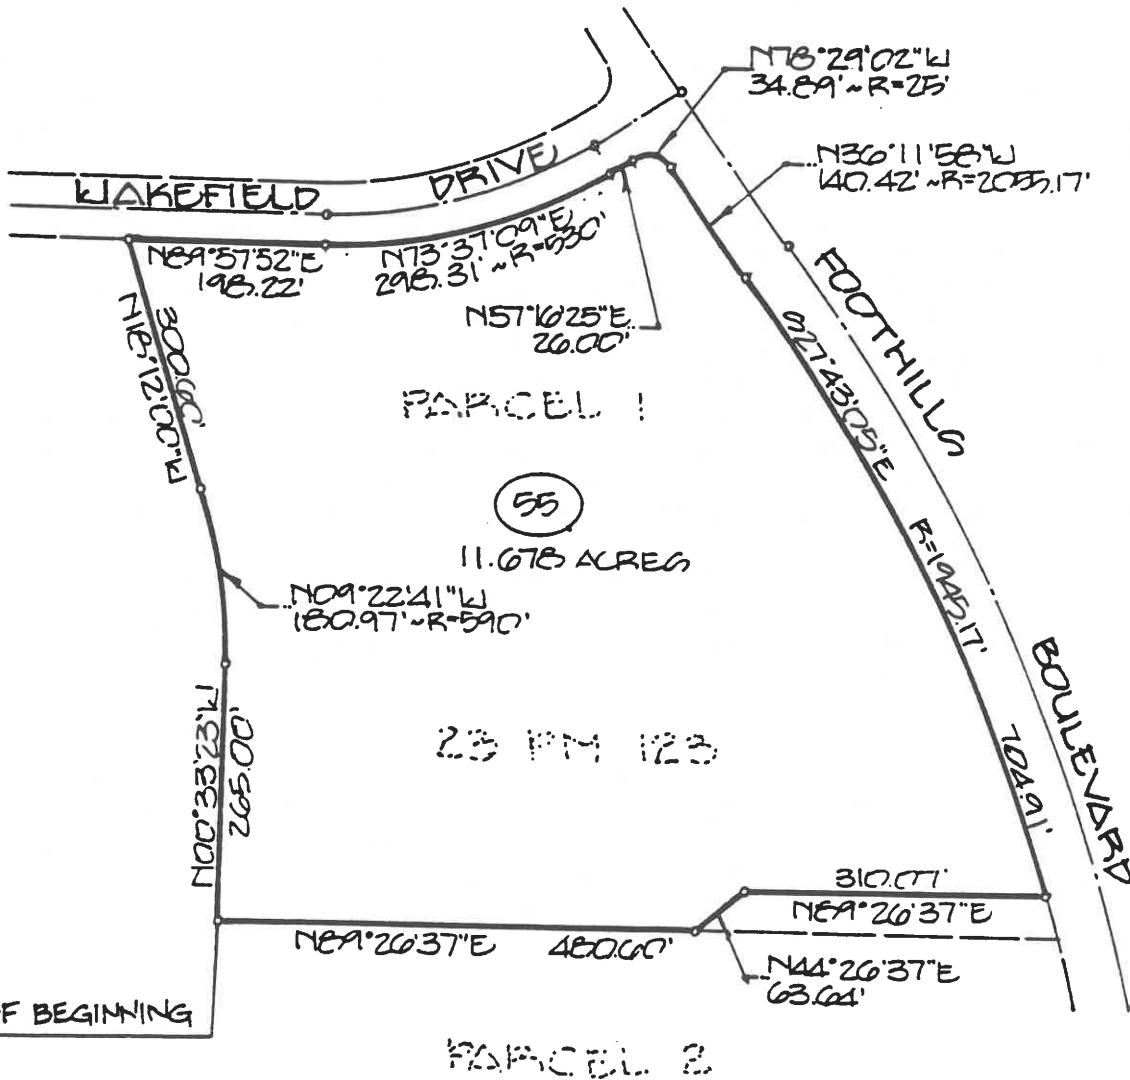 N78°29'02"W
34.89'~R=25'
N36°11'58"W
140.42'~R=2055.17'
WAKEFIELD DRIVE
N89°57'52"E
198.22'
N73°37'09"E
298.31'~R=530'
N57°16'25"E
26.00'
FOOTHILLS BOULEVARD
300.60'
N18°12'00"W
S27°43'05"E
R=1945.17'
704.91'
PARCEL 1
55
11.678 ACRES
N09°22'41"W
180.97'~R=590'
N00°33'23"W
265.00'
23 PM 123
310.07'
N89°26'37"E
N89°26'37"E 480.60'
N44°26'37"E
63.64'
F BEGINNING
PARCEL 2